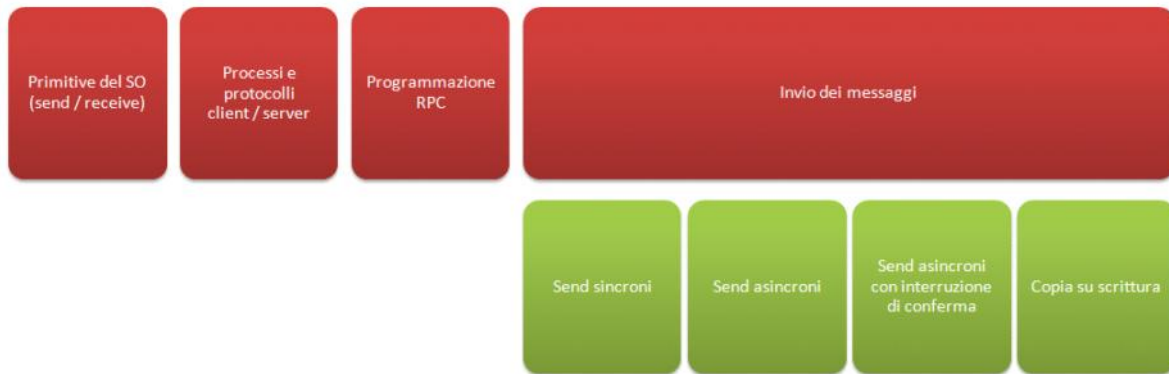 Primitive del SO
(send / receive)
Processi e
protocolli
client / server
Programmazione
RPC
Invio dei messaggi
Send sincroni
Send asincroni
Send asincroni
con interruzione
di conferma
Copia su scrittura